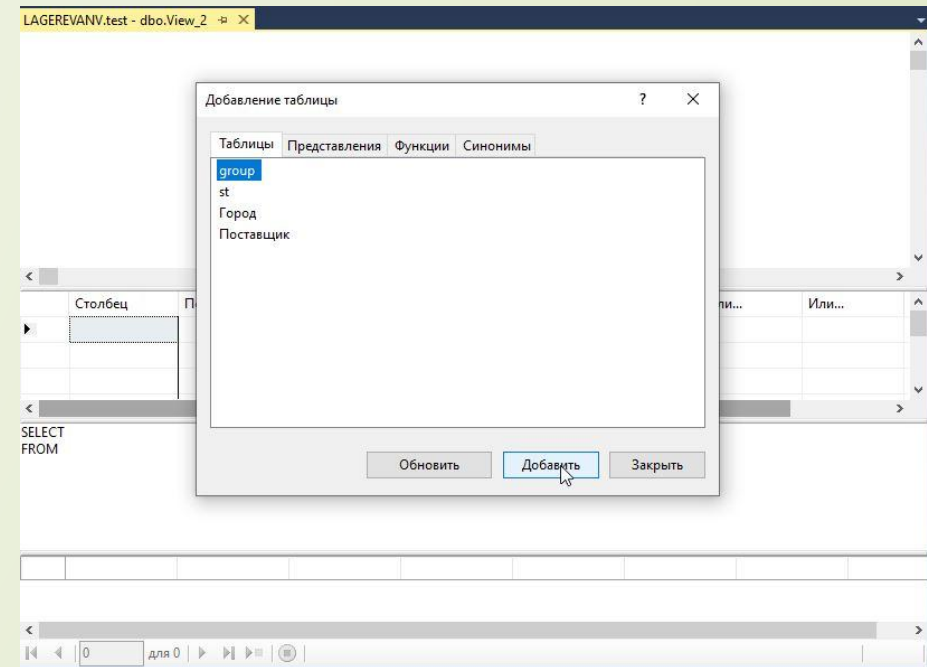 LAGEREVANV.test - dbo.View_2
Добавление таблицы
?
Таблицы Представления Функции Синонимы
group
st
Город
Поставщик
Столбец
Или...
SELECT
FROM
Обновить Добавить Закрыть
0 для 0